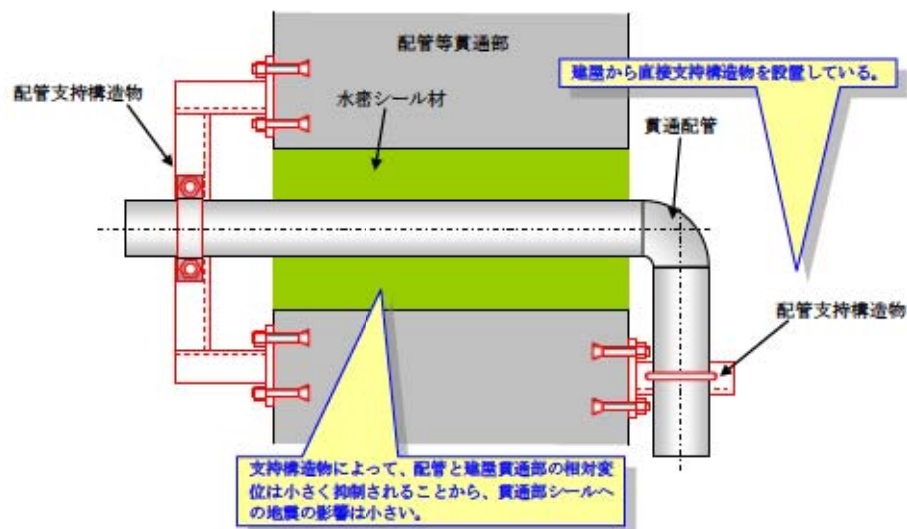 配管等貫通部
建屋から直接支持構造物を設置している。
配管支持構造物
水密シール材
貫通配管
配管支持構造物
支持構造物によって、配管と建屋貫通部の相対変
位は小さく抑制されることから、貫通部シールへ
の地震の影響は小さい。